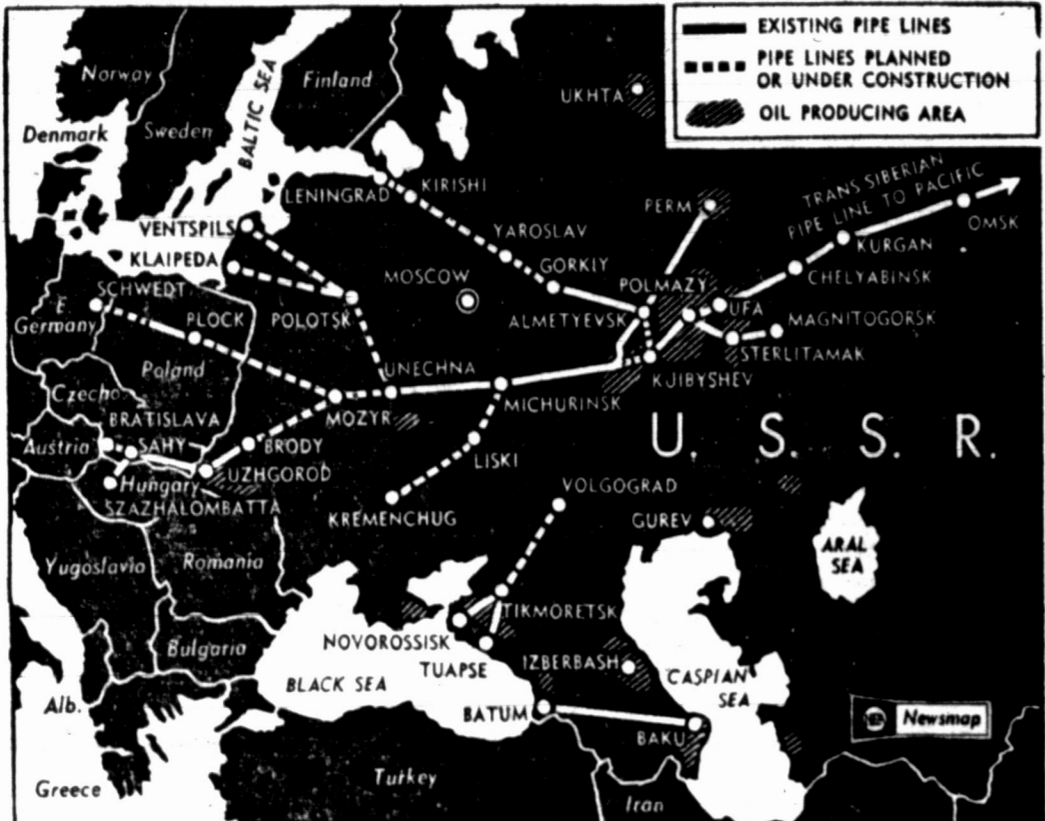 EXISTING PIPE LINES
PIPE LINES PLANNED
OR UNDER CONSTRUCTION
OIL PRODUCING AREA
Norway
Finland
UKHTA
Denmark
Sweden
BALTIC SEA
LENINGRAD
KIRISHI
PERM
TRANS SIBERIAN
PIPE LINE TO PACIFIC
OMSK
VENTSPILS
YAROSLAV
KURGAN
KLAIPEDA
GORKIY
MOSCOW
POLMAZY
CHELYABINSK
SCHWEDT
E.
Germany
PLOCK
POLOTSK
ALMETYEVSK
UFA
MAGNITOGORSK
STERLITAMAK
Poland
UNECHNA
KJIBYSHEV
Czecho.
MOZYR
MICHURINSK
BRATISLAVA
Austria
SAHY
BRODY
U. S. S. R.
UZHGOROD
LISKI
Hungary
SZAZHALOMBATTA
KREMENCHUG
VOLGOGRAD
GUREV
ARAL
SEA
Yugoslavia
Romania
TIKMORETSK
NOVOROSSISK
TUAPSE
Bulgaria
IZBERBASH
BLACK SEA
CASPIAN
SEA
Alb.
BATUM
BAKU
NEA
Newsmap
Greece
Turkey
Iran